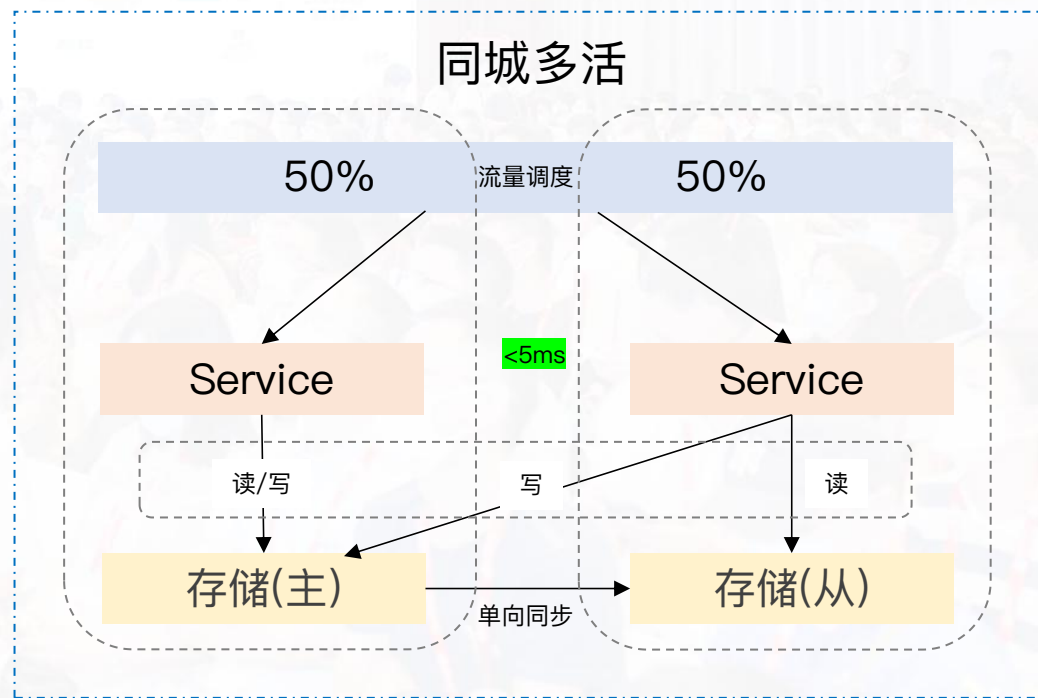 同城多活
50%
流量调度
50%
<5ms
Service
Service
读/写
写
读
存储(主)
存储(从)
单向同步